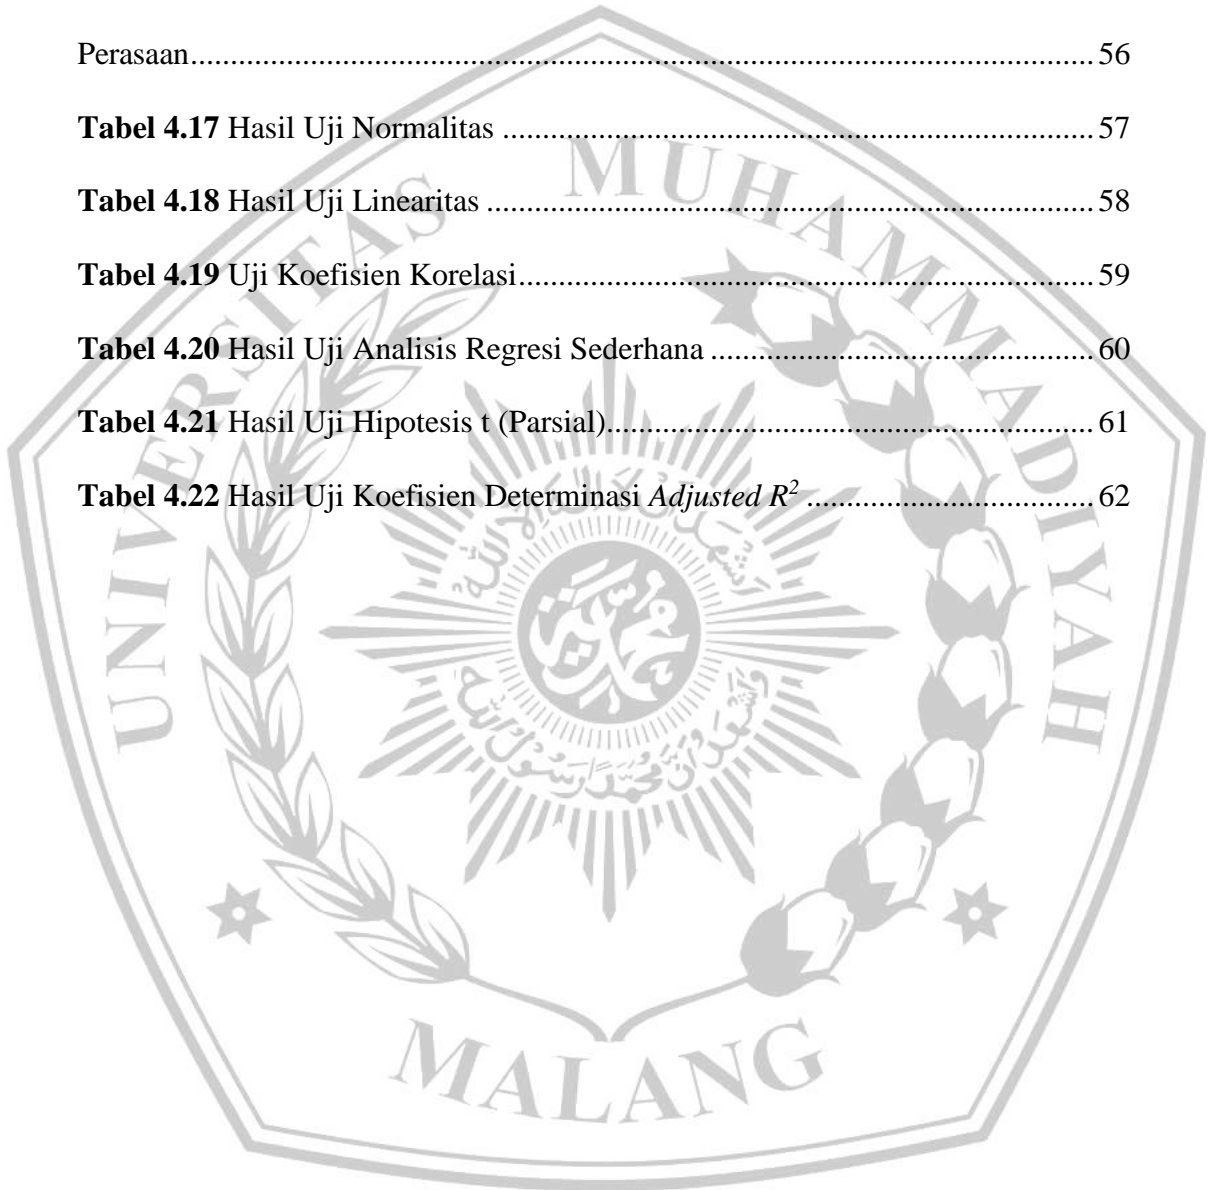 Perasaan........................................................................................................ 56
Tabel 4.17 Hasil Uji Normalitas ........................................................................ 57
Tabel 4.18 Hasil Uji Linearitas .......................................................................... 58
Tabel 4.19 Uji Koefisien Korelasi...................................................................... 59
Tabel 4.20 Hasil Uji Analisis Regresi Sederhana .............................................. 60
Tabel 4.21 Hasil Uji Hipotesis t (Parsial)........................................................... 61
Tabel 4.22 Hasil Uji Koefisien Determinasi Adjusted R² ................................... 62
UNIVERSITAS MUHAMMADIYAH
MALANG